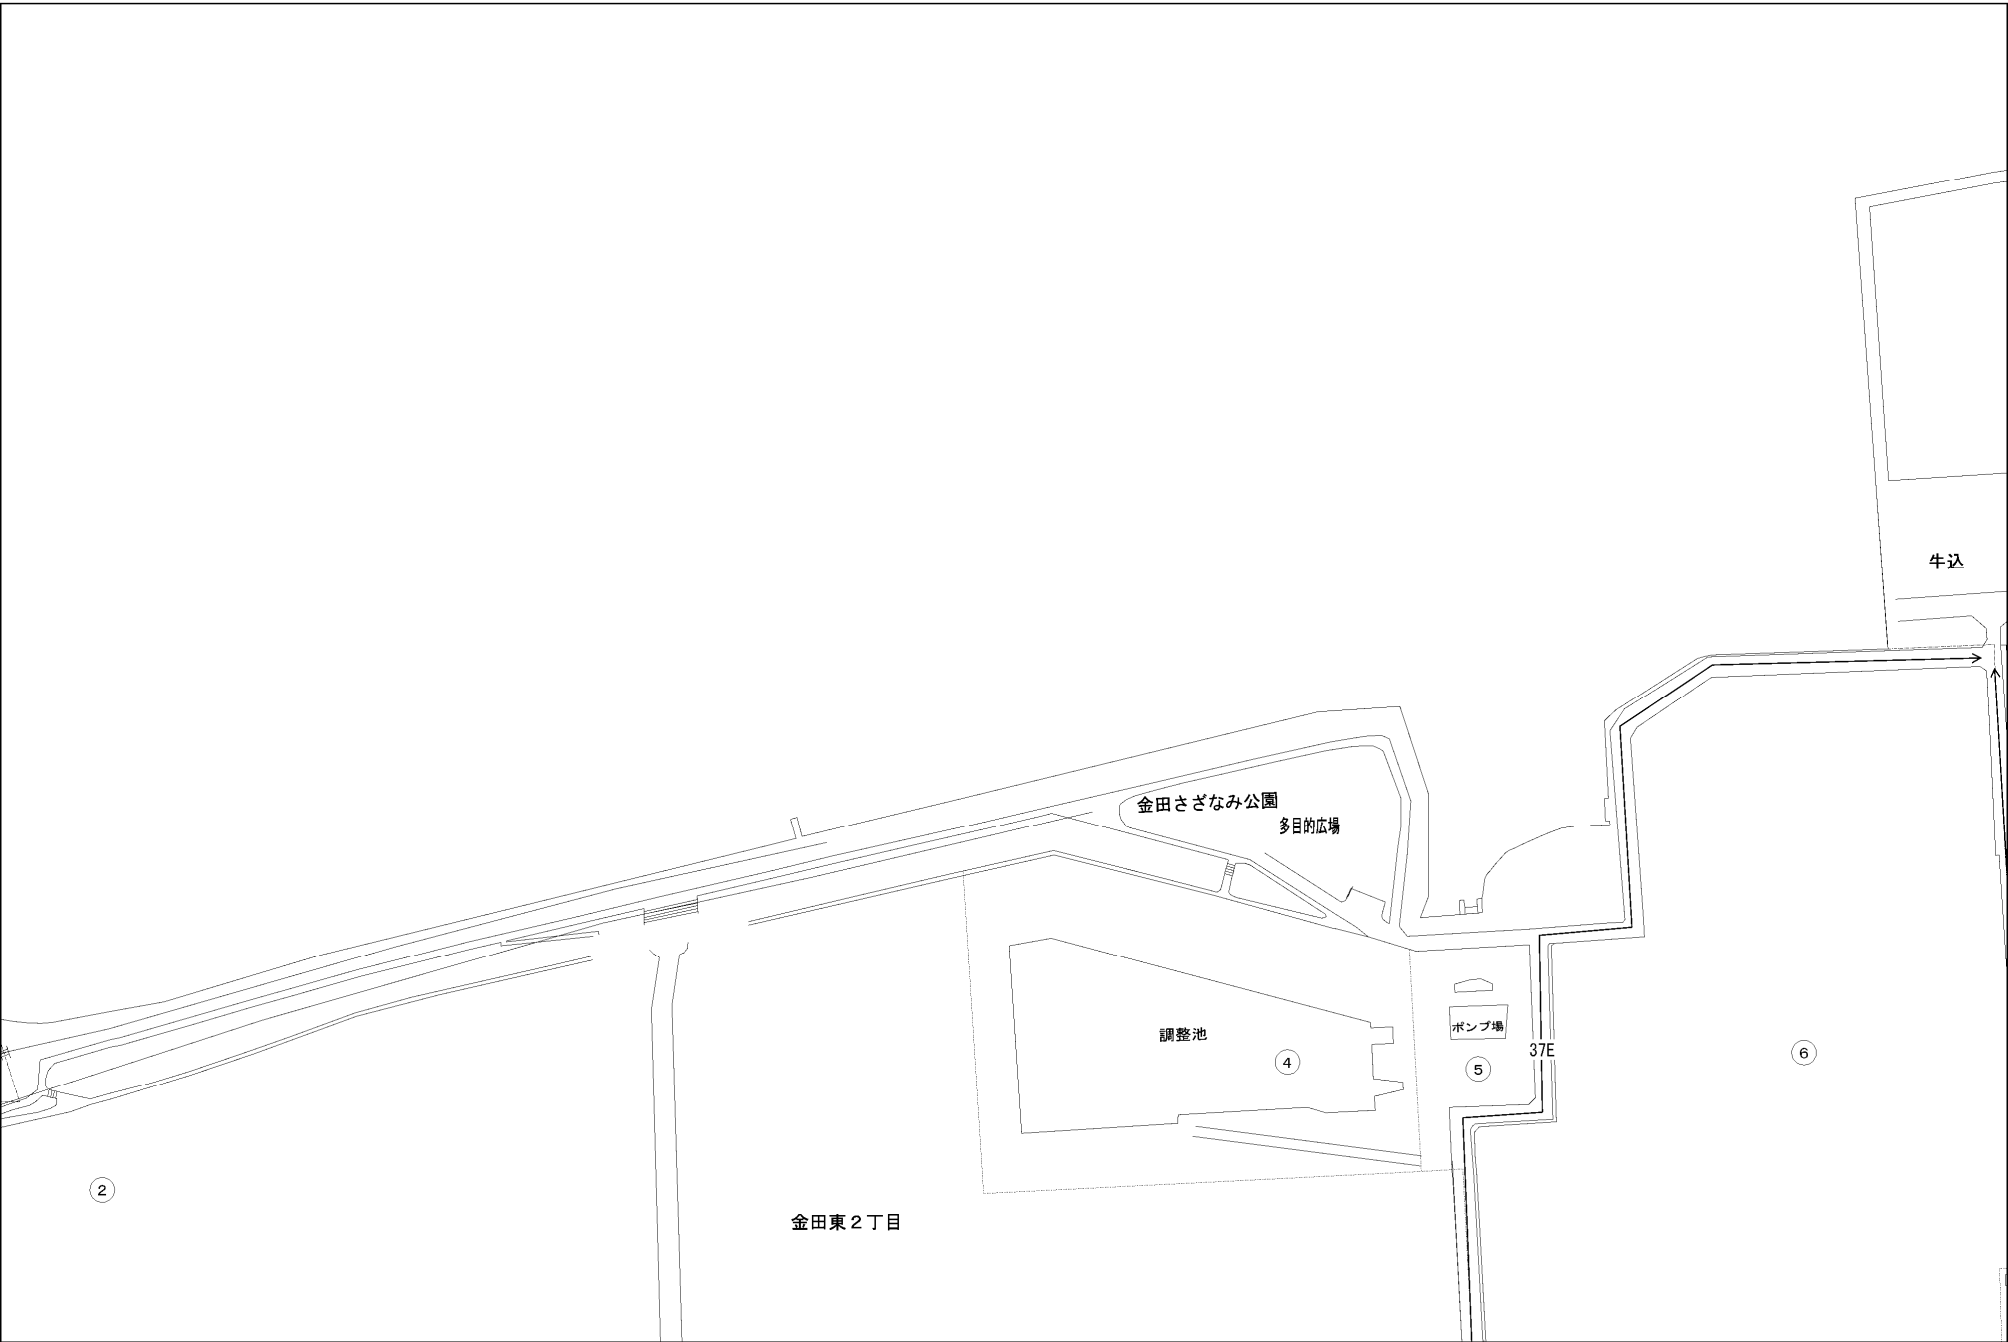 牛込
金田さざなみ公園
多目的広場
ポンプ場
調整池
37E
④
⑤
⑥
②
金田東２丁目